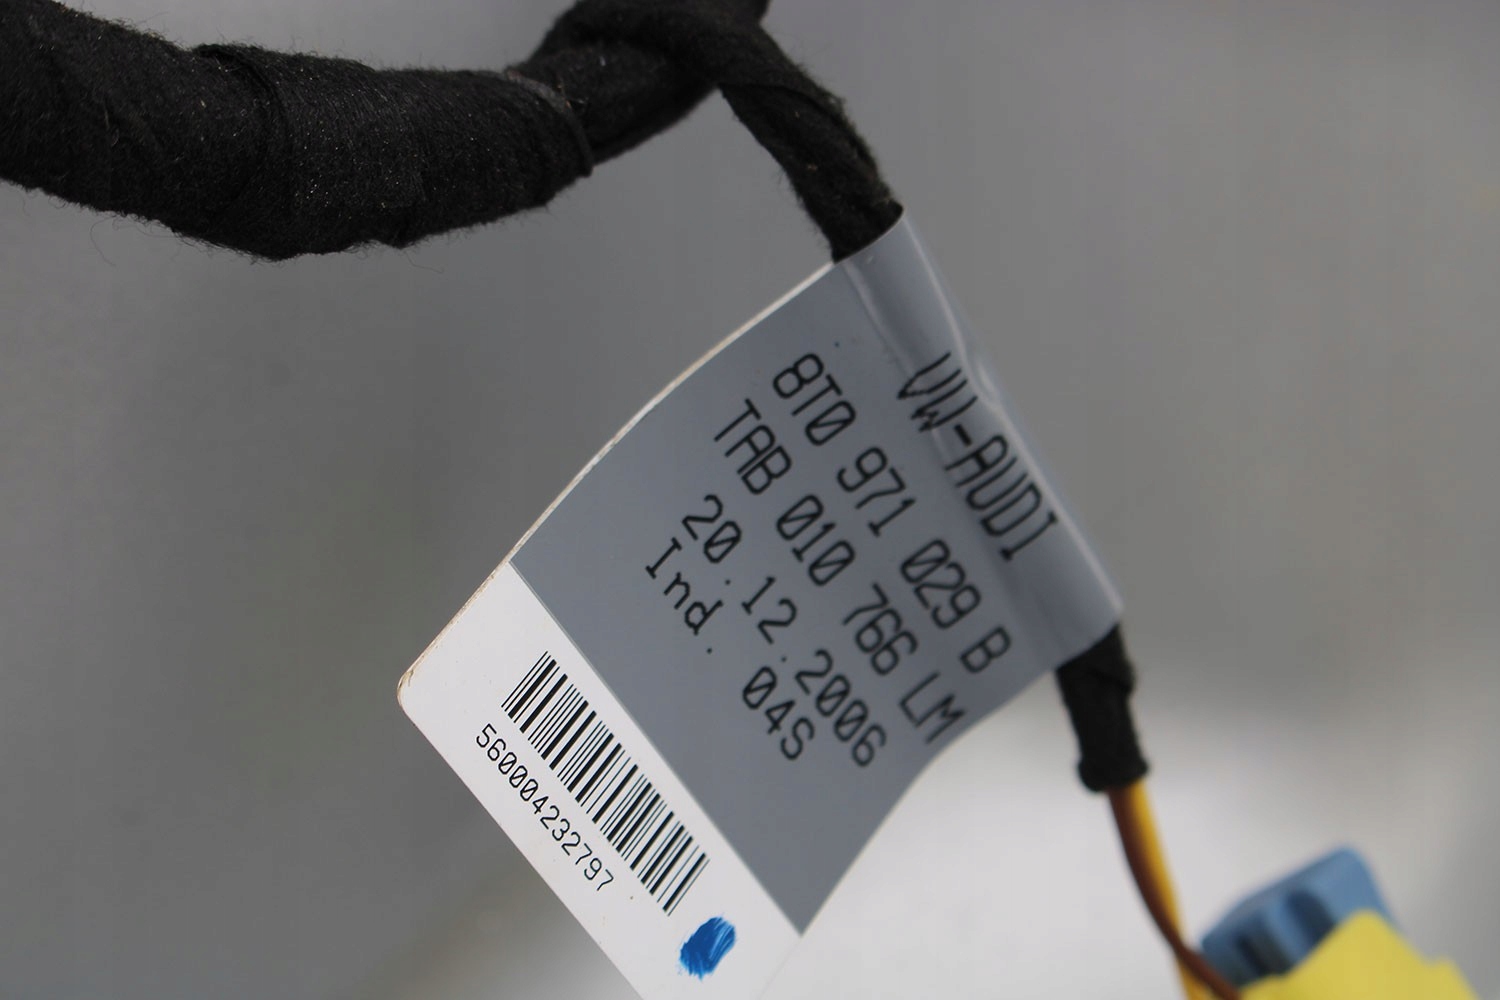 VW-AUDI
8T0 971 029 B
TAB 010 766 LM
20.12.2006
Ind. 04S
560004232797